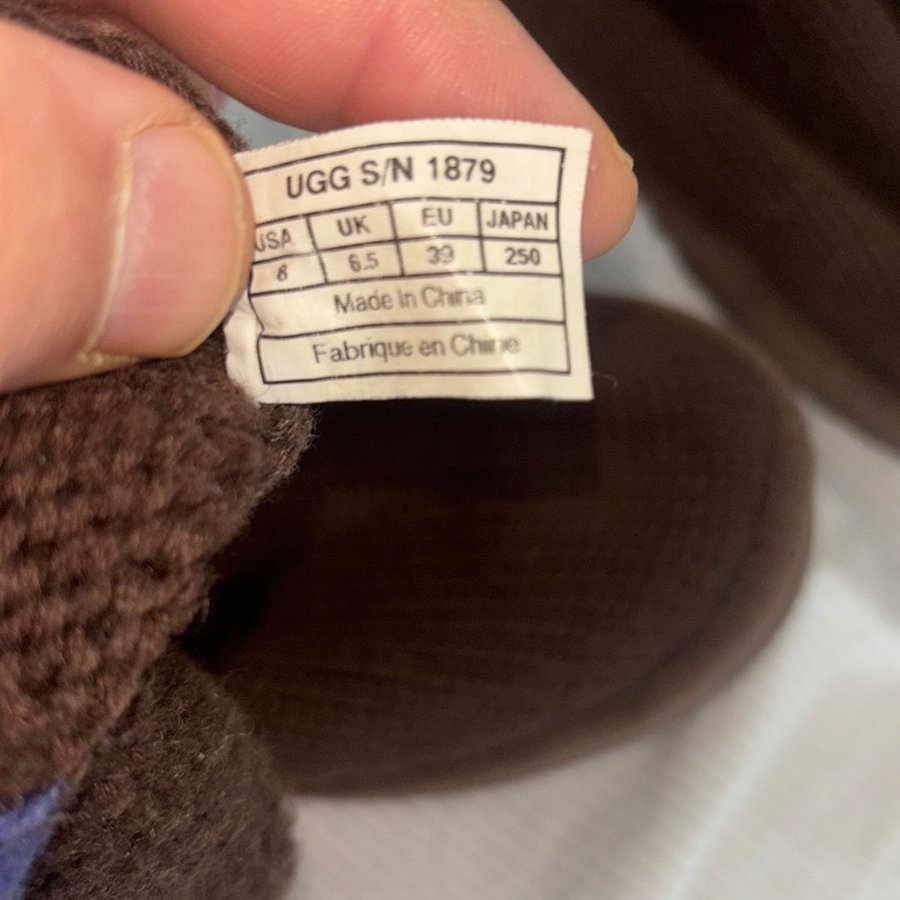 UGG S/N 1879
USA UK EU JAPAN
8 6.5 39 250
Made In China
Fabrique en Chine